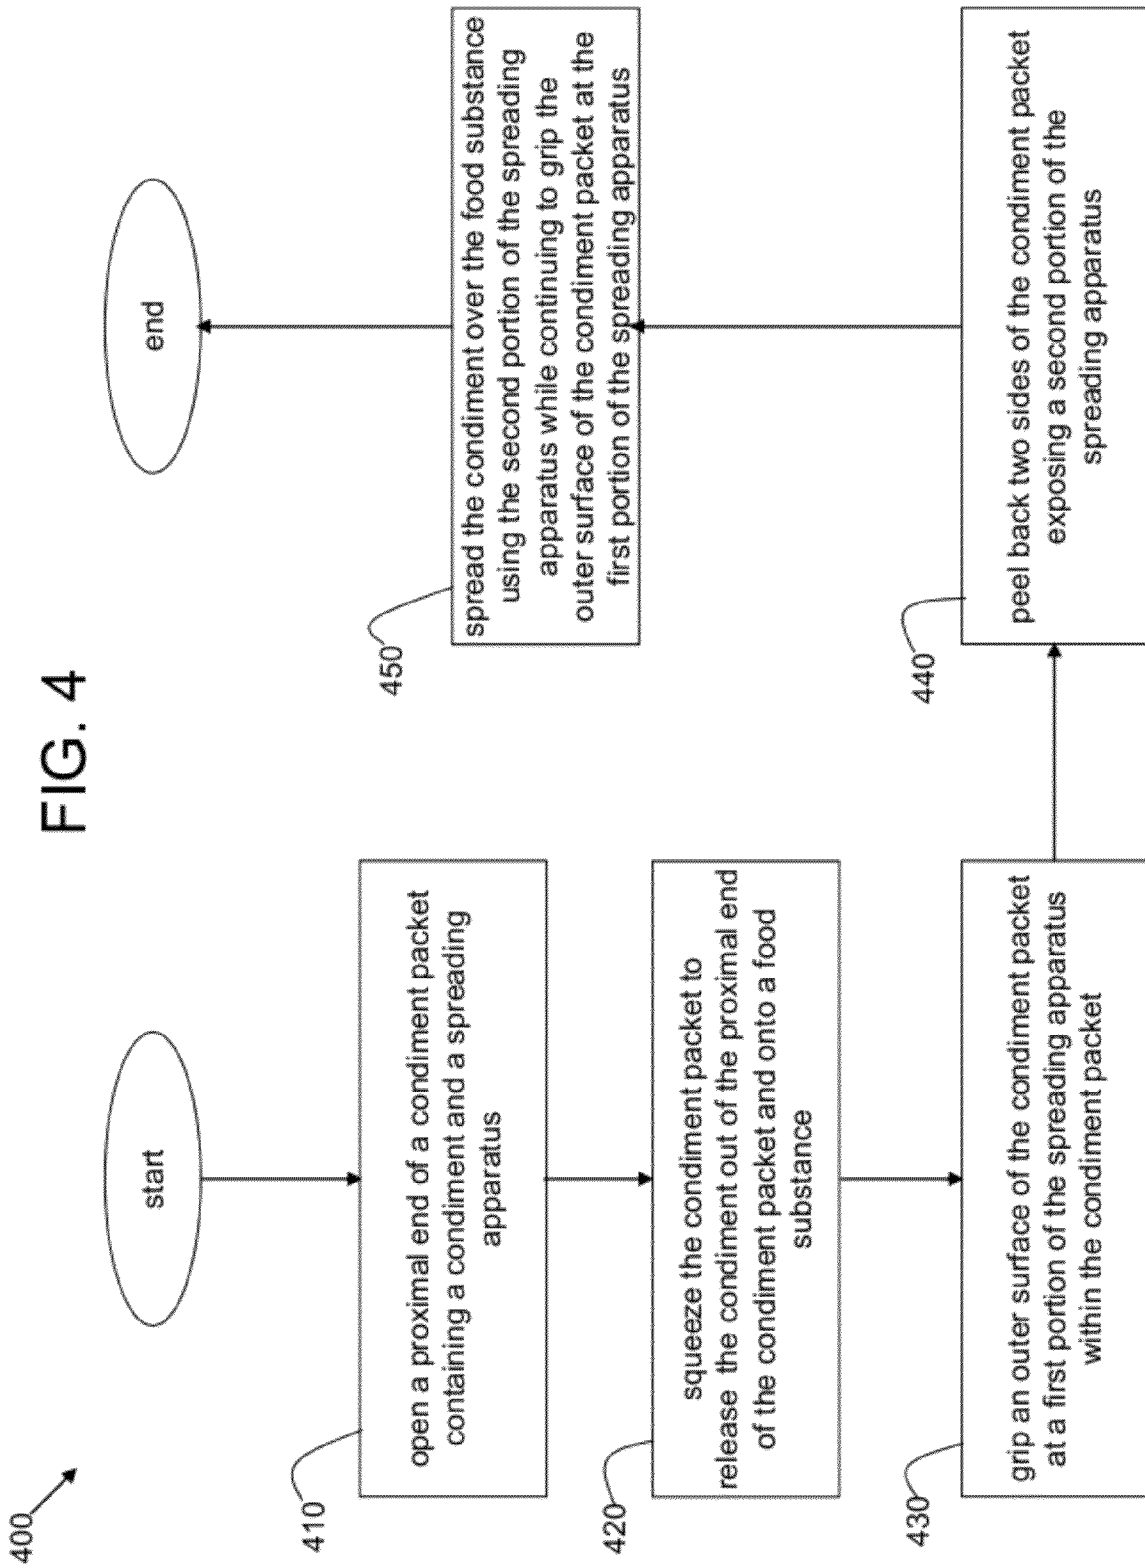 FIG. 4
400
start
410
open a proximal end of a condiment packet
containing a condiment and a spreading
apparatus
420
squeeze the condiment packet to
release the condiment out of the proximal end
of the condiment packet and onto a food
substance
430
grip an outer surface of the condiment packet
at a first portion of the spreading apparatus
within the condiment packet
440
peel back two sides of the condiment packet
exposing a second portion of the
spreading apparatus
450
spread the condiment over the food substance
using the second portion of the spreading
apparatus while continuing to grip the
outer surface of the condiment packet at the
first portion of the spreading apparatus
end